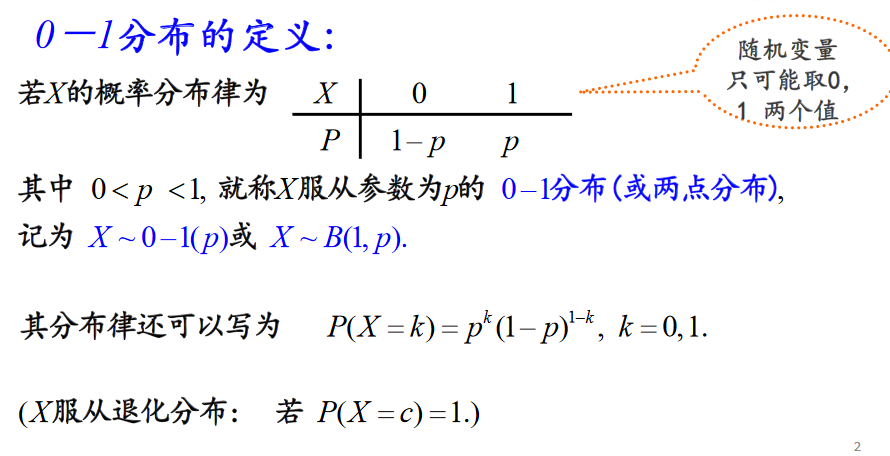 0－1分布的定义:
随机变量
只可能取0,
1 两个值
若X的概率分布律为
X 0 1
P 1−p p
其中 0 < p < 1, 就称X服从参数为p的 0−1分布(或两点分布),
记为 X ~ 0−1(p)或 X ~ B(1, p).
其分布律还可以写为 P(X = k) = p^k (1− p)^{1−k}, k = 0, 1.
(X服从退化分布: 若 P(X = c) = 1.)
2